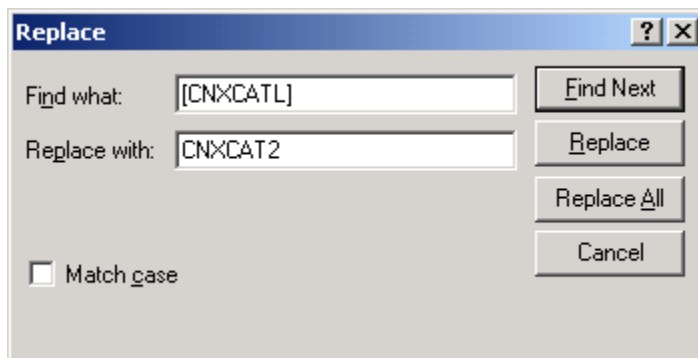 Replace
Find what: [CNXCATL] Find Next
Replace with: CNXCAT2 Replace
Replace All
Match case Cancel